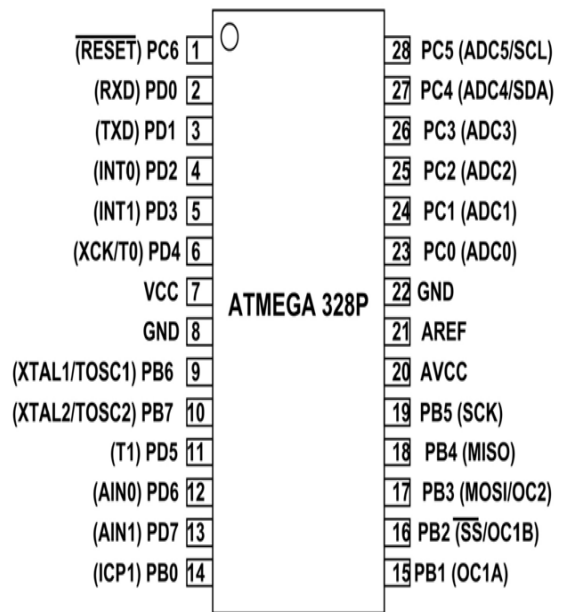 (RESET) PC6 1
(RXD) PD0 2
(TXD) PD1 3
(INT0) PD2 4
(INT1) PD3 5
(XCK/T0) PD4 6
VCC 7
GND 8
(XTAL1/TOSC1) PB6 9
(XTAL2/TOSC2) PB7 10
(T1) PD5 11
(AIN0) PD6 12
(AIN1) PD7 13
(ICP1) PB0 14
ATMEGA 328P
28 PC5 (ADC5/SCL)
27 PC4 (ADC4/SDA)
26 PC3 (ADC3)
25 PC2 (ADC2)
24 PC1 (ADC1)
23 PC0 (ADC0)
22 GND
21 AREF
20 AVCC
19 PB5 (SCK)
18 PB4 (MISO)
17 PB3 (MOSI/OC2)
16 PB2 (SS/OC1B)
15 PB1 (OC1A)